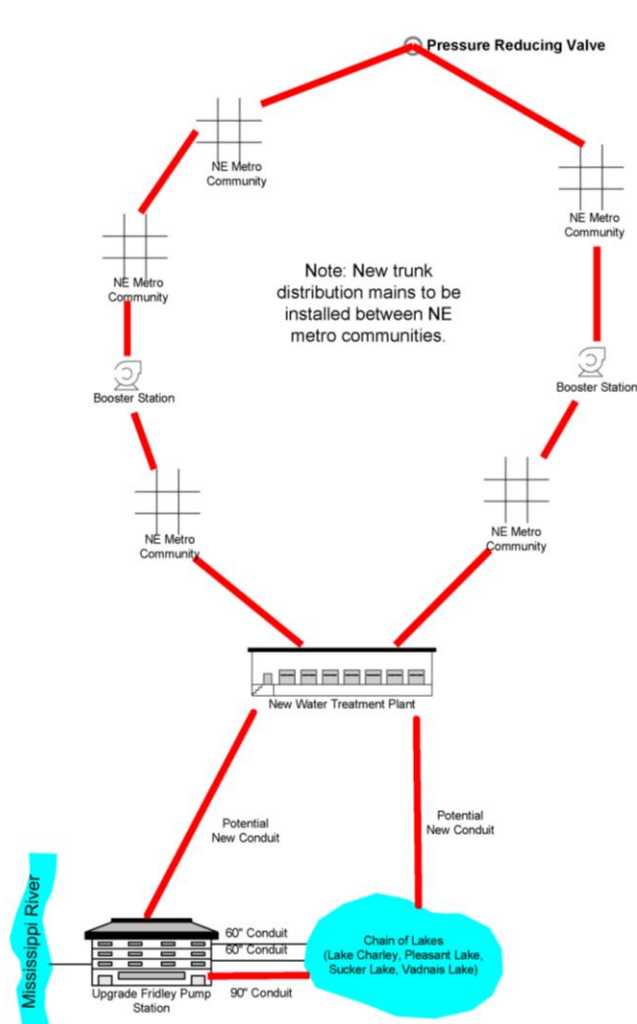 Pressure Reducing Valve
NE Metro
Community
NE Metro
Community
NE Metro
Community
Note: New trunk
distribution mains to be
installed between NE
metro communities.
Booster Station
Booster Station
NE Metro
Community
NE Metro
Community
New Water Treatment Plant
Potential
New Conduit
Potential
New Conduit
Mississippi River
60" Conduit
60" Conduit
90" Conduit
Chain of Lakes
(Lake Charley, Pleasant Lake,
Sucker Lake, Vadnais Lake)
Upgrade Fridley Pump
Station